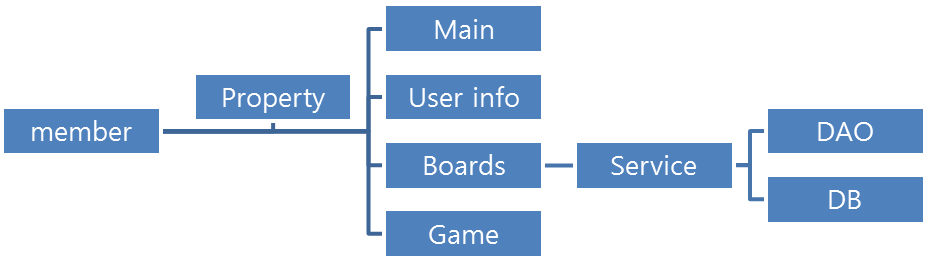 Main
Property
User info
member
DAO
Boards
Service
DB
Game